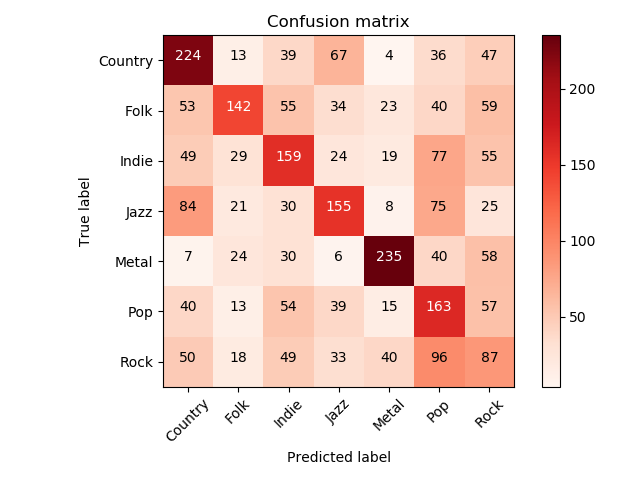 Confusion matrix
Country 224 13 39 67 4 36 47
Folk 53 142 55 34 23 40 59
Indie 49 29 159 24 19 77 55
Jazz 84 21 30 155 8 75 25
Metal 7 24 30 6 235 40 58
Pop 40 13 54 39 15 163 57
Rock 50 18 49 33 40 96 87
Country Folk Indie Jazz Metal Pop Rock
Predicted label
True label
200
150
100
50